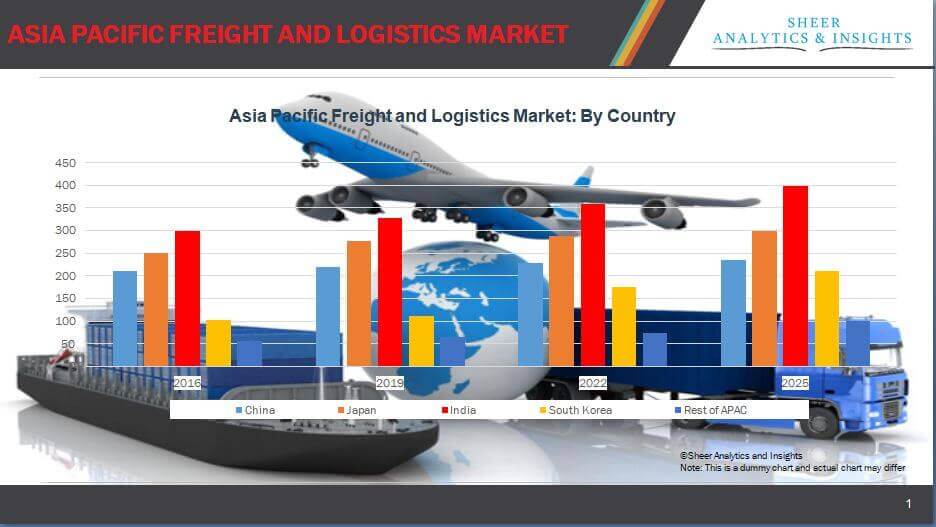 ASIA PACIFIC FREIGHT AND LOGISTICS MARKET
SHEER
ANALYTICS & INSIGHTS
Asia Pacific Freight and Logistics Market: By Country
450
400
350
300
250
200
150
100
50
2016 2019 2022 2025
China Japan India South Korea Rest of APAC
©Sheer Analytics and Insights
Note: This is a dummy chart and actual chart may differ
1